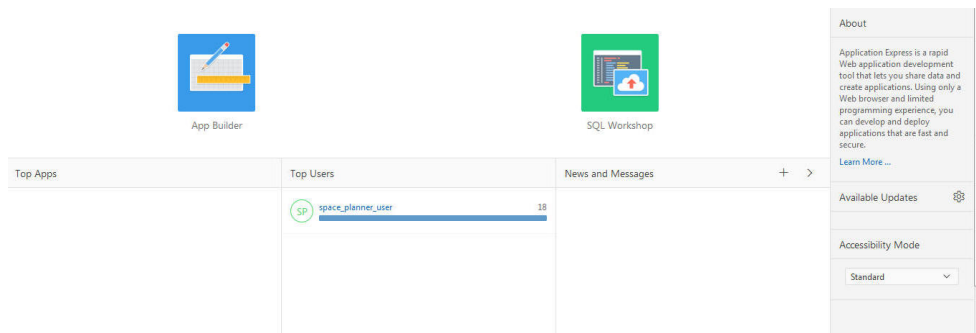 App Builder
SQL Workshop
Top Apps
Top Users
SP
space_planner_user
18
News and Messages
About
Application Express is a rapid
Web application development
tool that lets you share data and
create applications. Using only a
Web browser and limited
programming experience, you
can develop and deploy
applications that are fast and
secure.
Learn More ...
Available Updates
Accessibility Mode
Standard